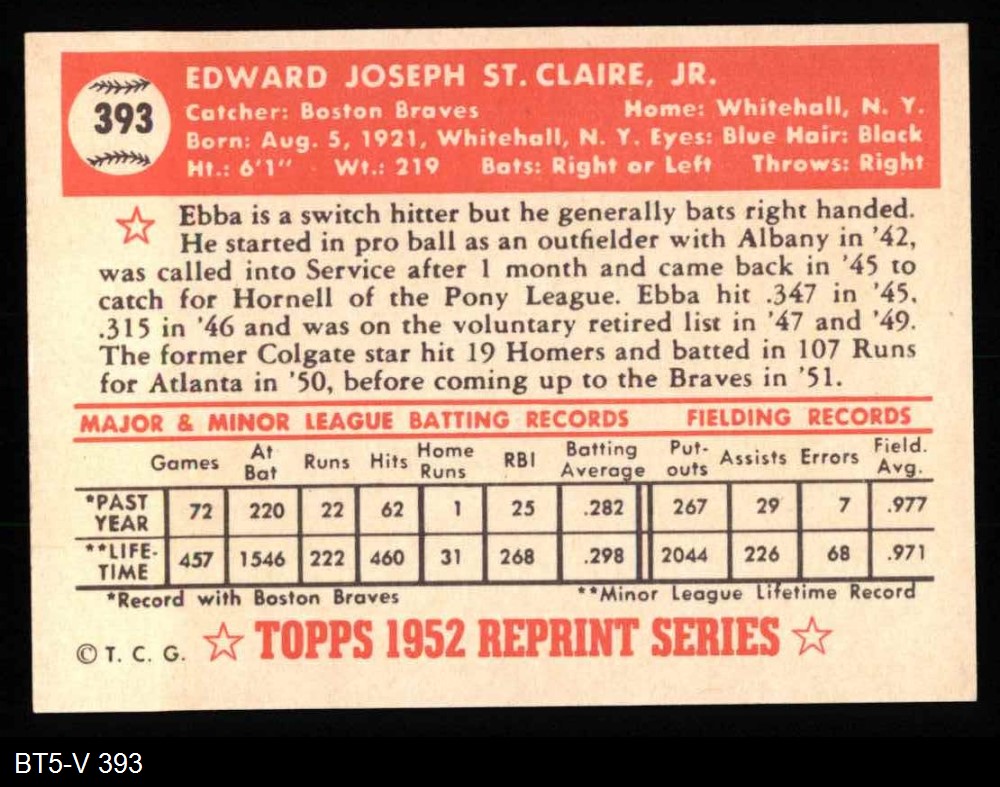 393
EDWARD JOSEPH ST. CLAIRE, JR.
Catcher: Boston Braves Home: Whitehall, N. Y.
Born: Aug. 5, 1921, Whitehall, N. Y. Eyes: Blue Hair: Black
Ht.: 6'1" Wt.: 219 Bats: Right or Left Throws: Right
Ebba is a switch hitter but he generally bats right handed.
He started in pro ball as an outfielder with Albany in '42,
was called into Service after 1 month and came back in '45 to
catch for Hornell of the Pony League. Ebba hit .347 in '45,
.315 in '46 and was on the voluntary retired list in '47 and '49.
The former Colgate star hit 19 Homers and batted in 107 Runs
for Atlanta in '50, before coming up to the Braves in '51.
MAJOR & MINOR LEAGUE BATTING RECORDS FIELDING RECORDS
Games At Bat Runs Hits Home Runs RBI Batting Average Put-outs Assists Errors Field. Avg.
*PAST YEAR 72 220 22 62 1 25 .282 267 29 7 .977
**LIFE-TIME 457 1546 222 460 31 268 .298 2044 226 68 .971
*Record with Boston Braves **Minor League Lifetime Record
© T. C. G. ☆ TOPPS 1952 REPRINT SERIES ☆
BT5-V 393